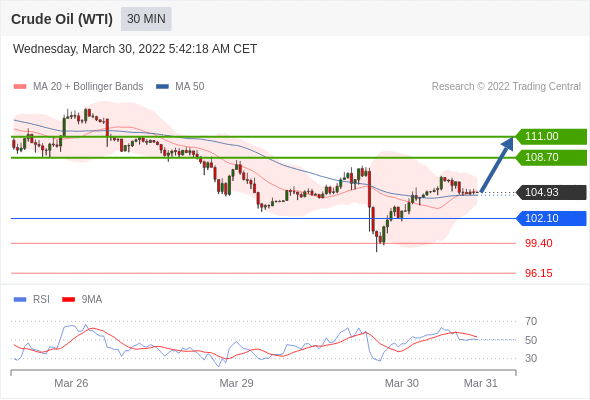 Crude Oil (WTI) 30 MIN
Wednesday, March 30, 2022 5:42:18 AM CET
MA 20 + Bollinger Bands MA 50 Research © 2022 Trading Central
111.00
108.70
104.93
102.10
99.40
96.15
RSI 9MA
70
50
30
Mar 26 Mar 29 Mar 30 Mar 31